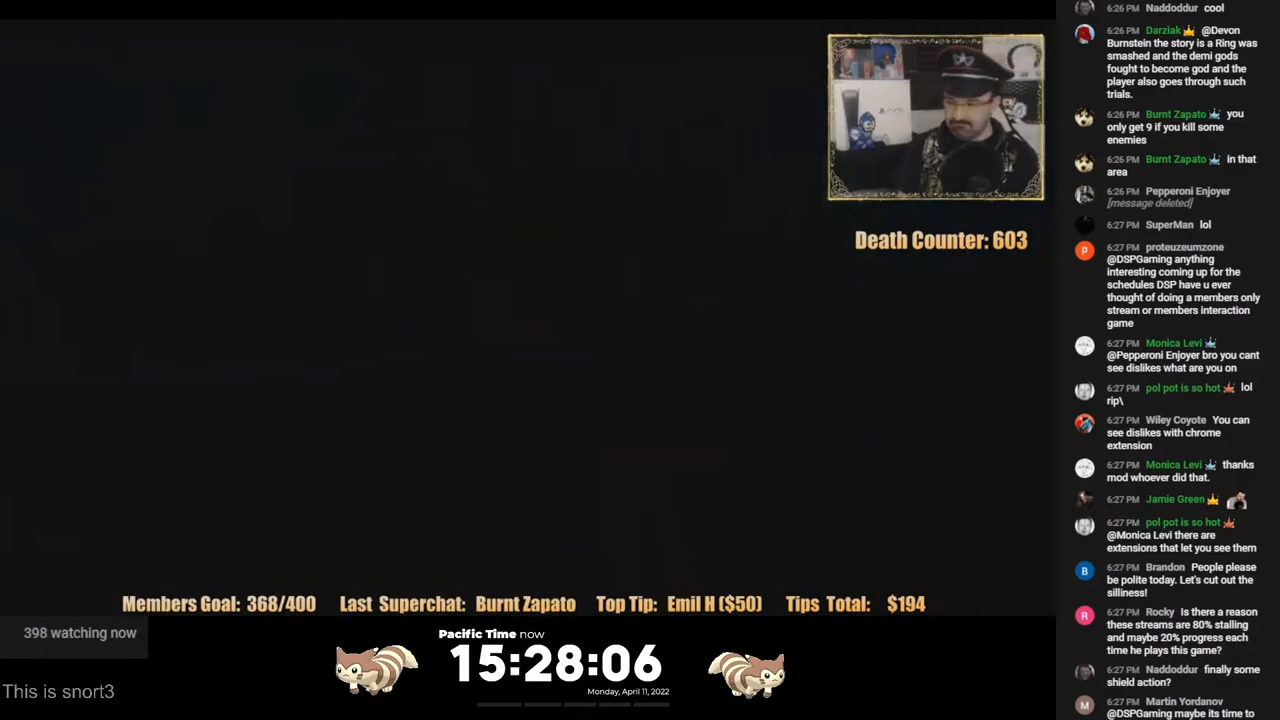 Death Counter: 603
Members Goal: 368/400 Last Superchat: Burnt Zapato Top Tip: Emil H ($50) Tips Total: $194
398 watching now
Pacific Time now
15:28:06
Monday, April 11, 2022
This is snort3
6:26 PM Naddoddur cool
6:26 PM Darziak @Devon
Burnstein the story is a Ring was
smashed and the demi gods
fought to become god and the
player also goes through such
trials.
6:26 PM Burnt Zapato you
only get 9 if you kill some
enemies
6:26 PM Burnt Zapato in that
area
6:26 PM Pepperoni Enjoyer
[message deleted]
6:27 PM SuperMan lol
P
6:27 PM proteuzeumzone
@DSPGaming anything
interesting coming up for the
schedules DSP have u ever
thought of doing a members only
stream or members interaction
game
6:27 PM Monica Levi
@Pepperoni Enjoyer bro you cant
see dislikes what are you on
6:27 PM pol pot is so hot lol
rip\
6:27 PM Wiley Coyote You can
see dislikes with chrome
extension
6:27 PM Monica Levi thanks
mod whoever did that.
6:27 PM Jamie Green
6:27 PM pol pot is so hot
@Monica Levi there are
extensions that let you see them
B
6:27 PM Brandon People please
be polite today. Let's cut out the
silliness!
R
6:27 PM Rocky Is there a reason
these streams are 80% stalling
and maybe 20% progress each
time he plays this game?
6:27 PM Naddoddur finally some
shield action?
M
6:27 PM Martin Yordanov
@DSPGaming maybe its time to